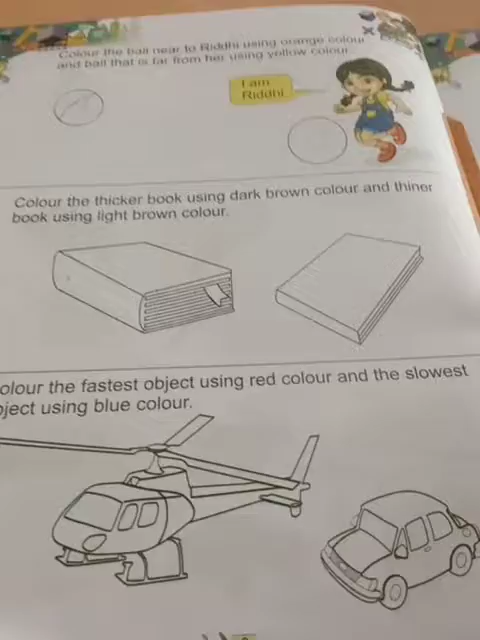 Colour the ball near to Riddhi using orange colour
and ball that is far from her using yellow colour.
I am
Riddhi.
Colour the thicker book using dark brown colour and thiner
book using light brown colour.
olour the fastest object using red colour and the slowest
oject using blue colour.